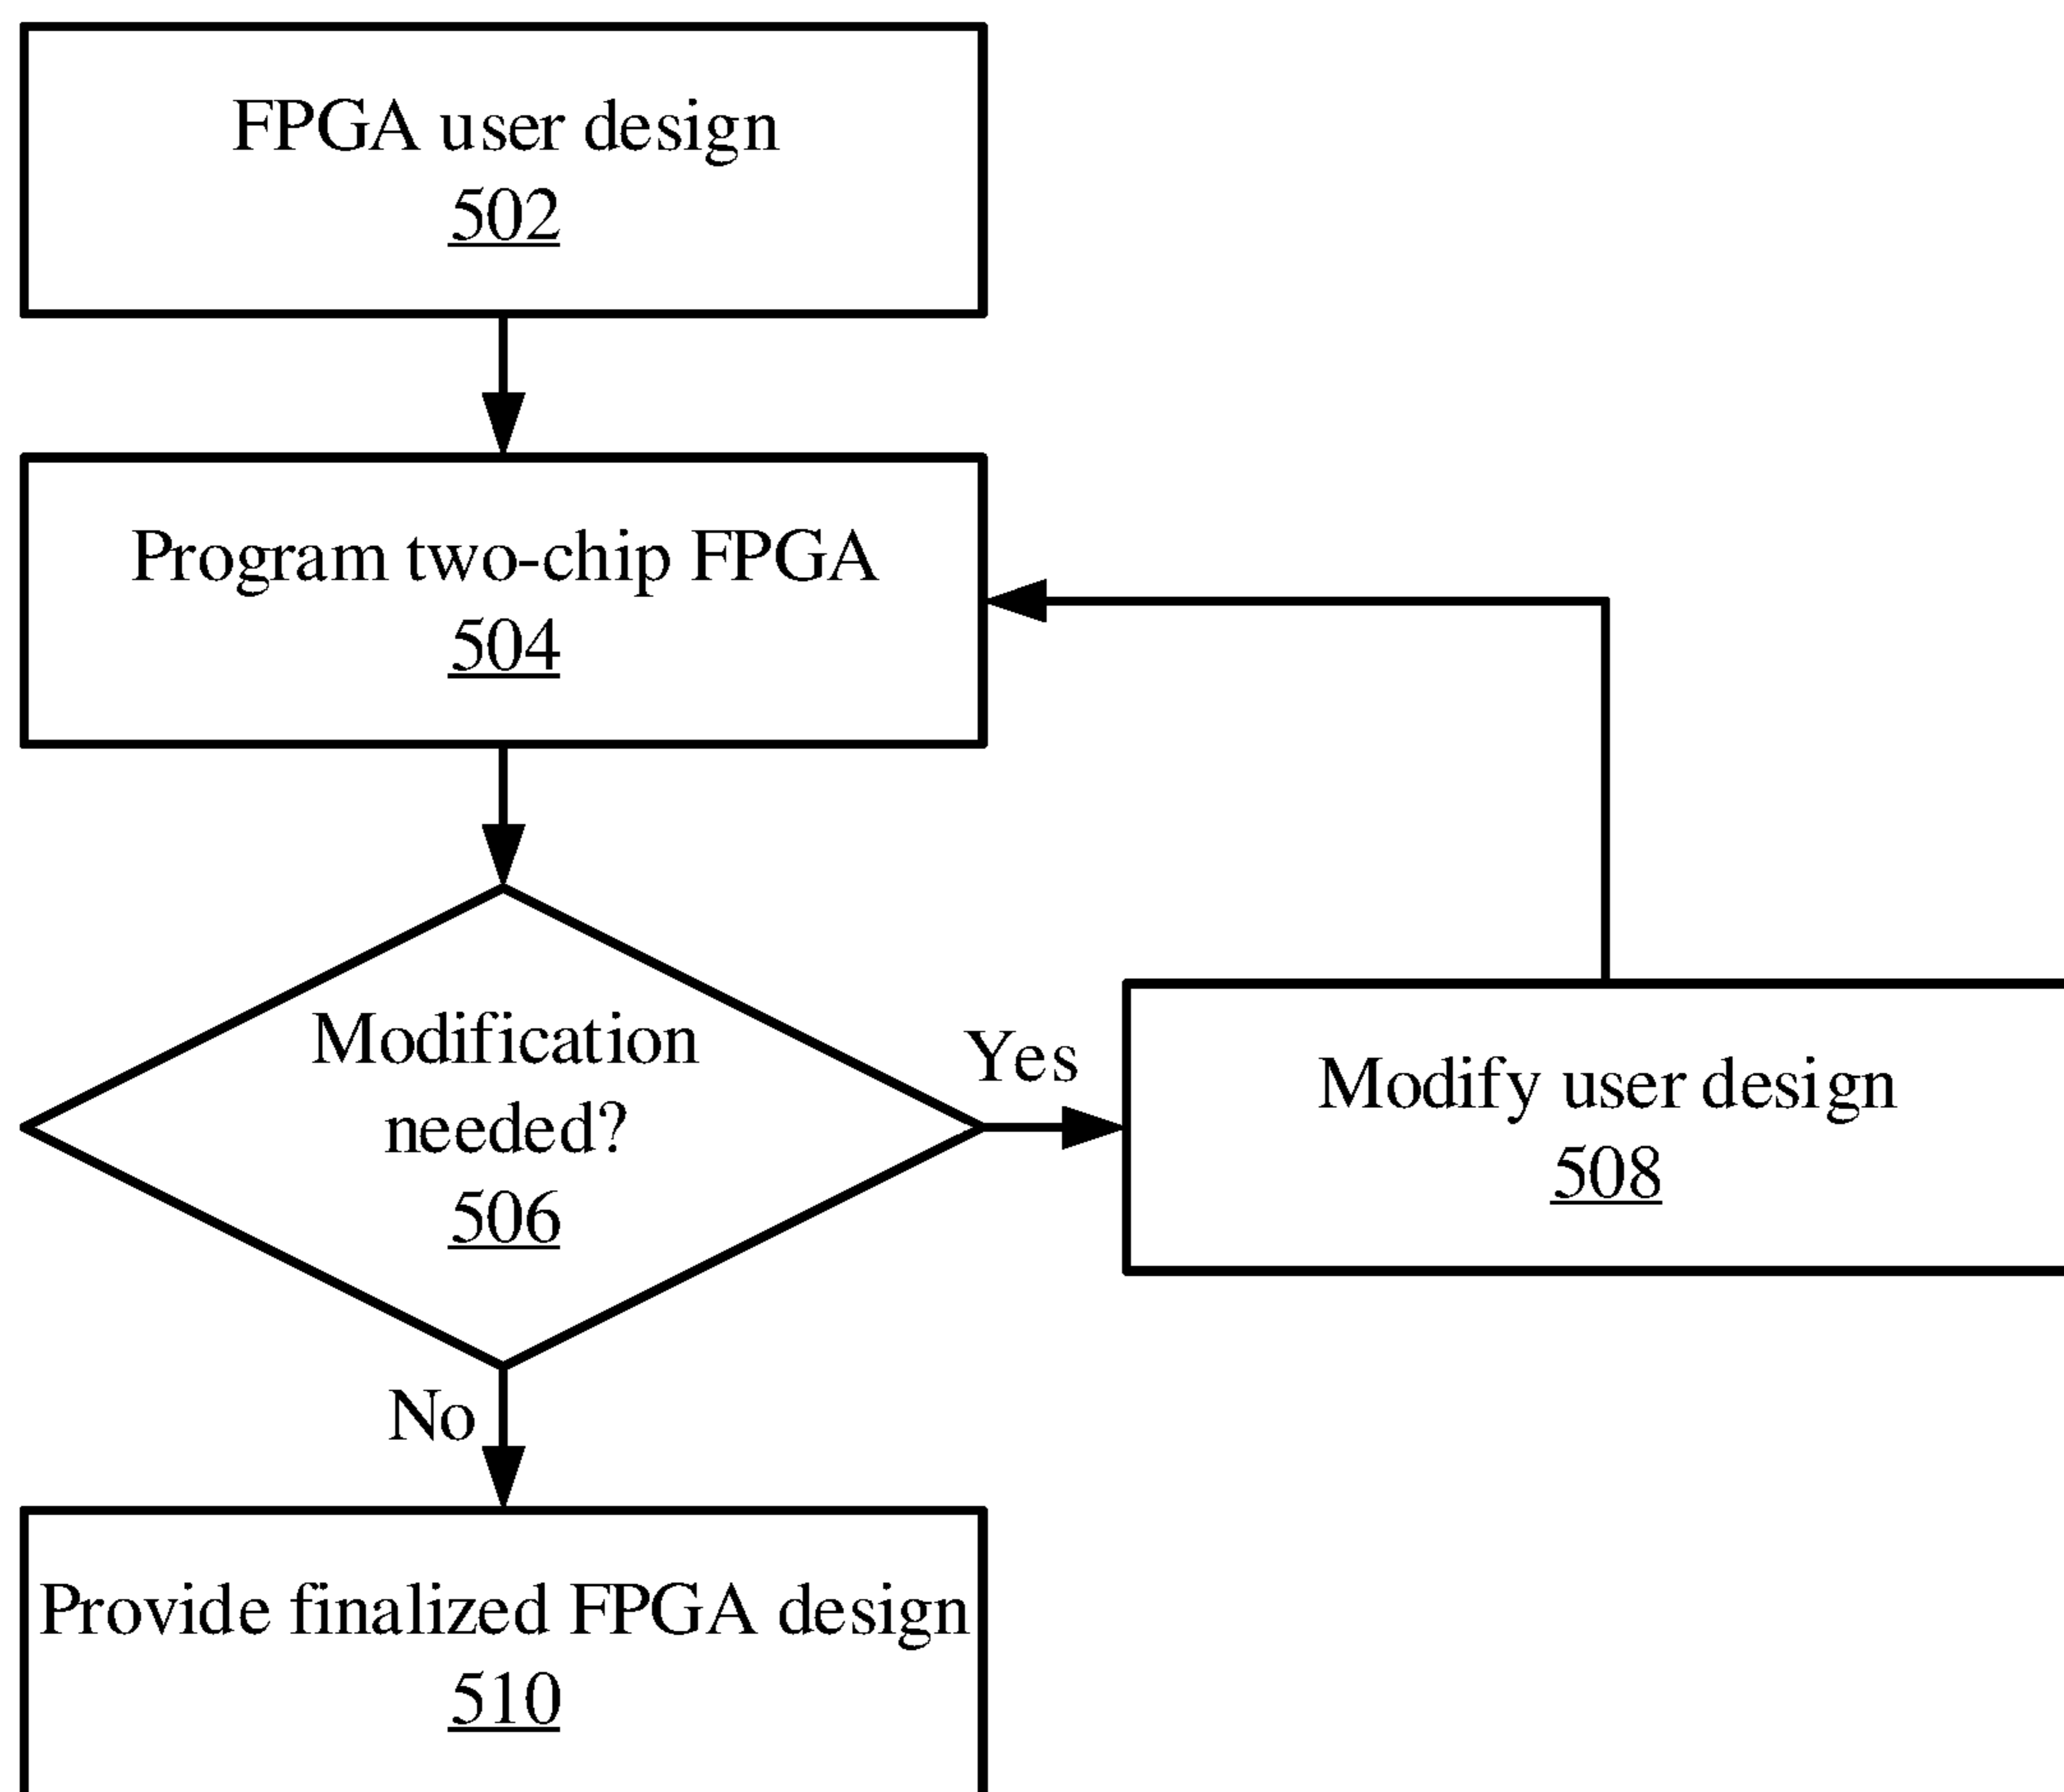 FPGA user design
502
Program two-chip FPGA
504
Modification
needed?
506
Yes
Modify user design
508
No
Provide finalized FPGA design
510